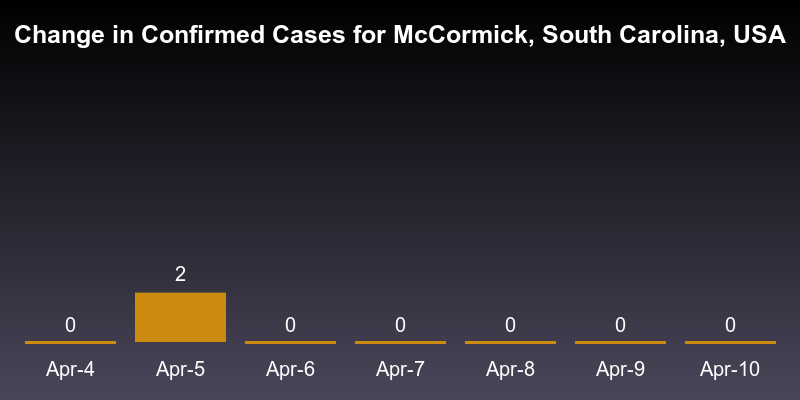 Change in Confirmed Cases for McCormick, South Carolina, USA
2
0 0 0 0 0 0
Apr-4 Apr-5 Apr-6 Apr-7 Apr-8 Apr-9 Apr-10